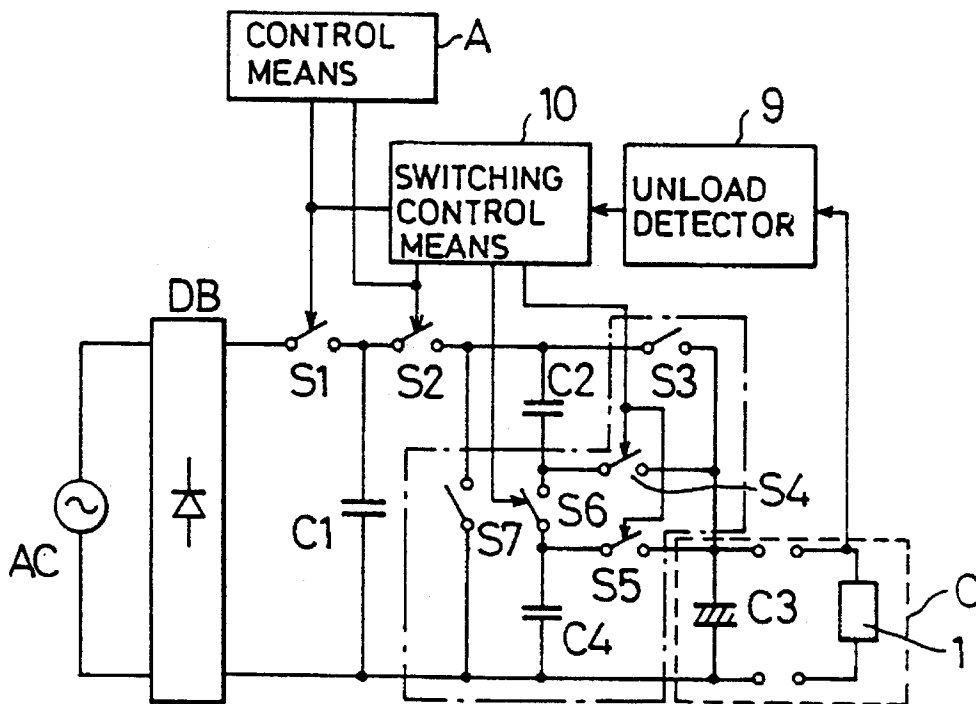 CONTROL
MEANS
A
10
9
SWITCHING
CONTROL
MEANS
UNLOAD
DETECTOR
DB
S1
S2
C2
S3
S4
AC
C1
S7
S6
S5
C4
C3
O
1